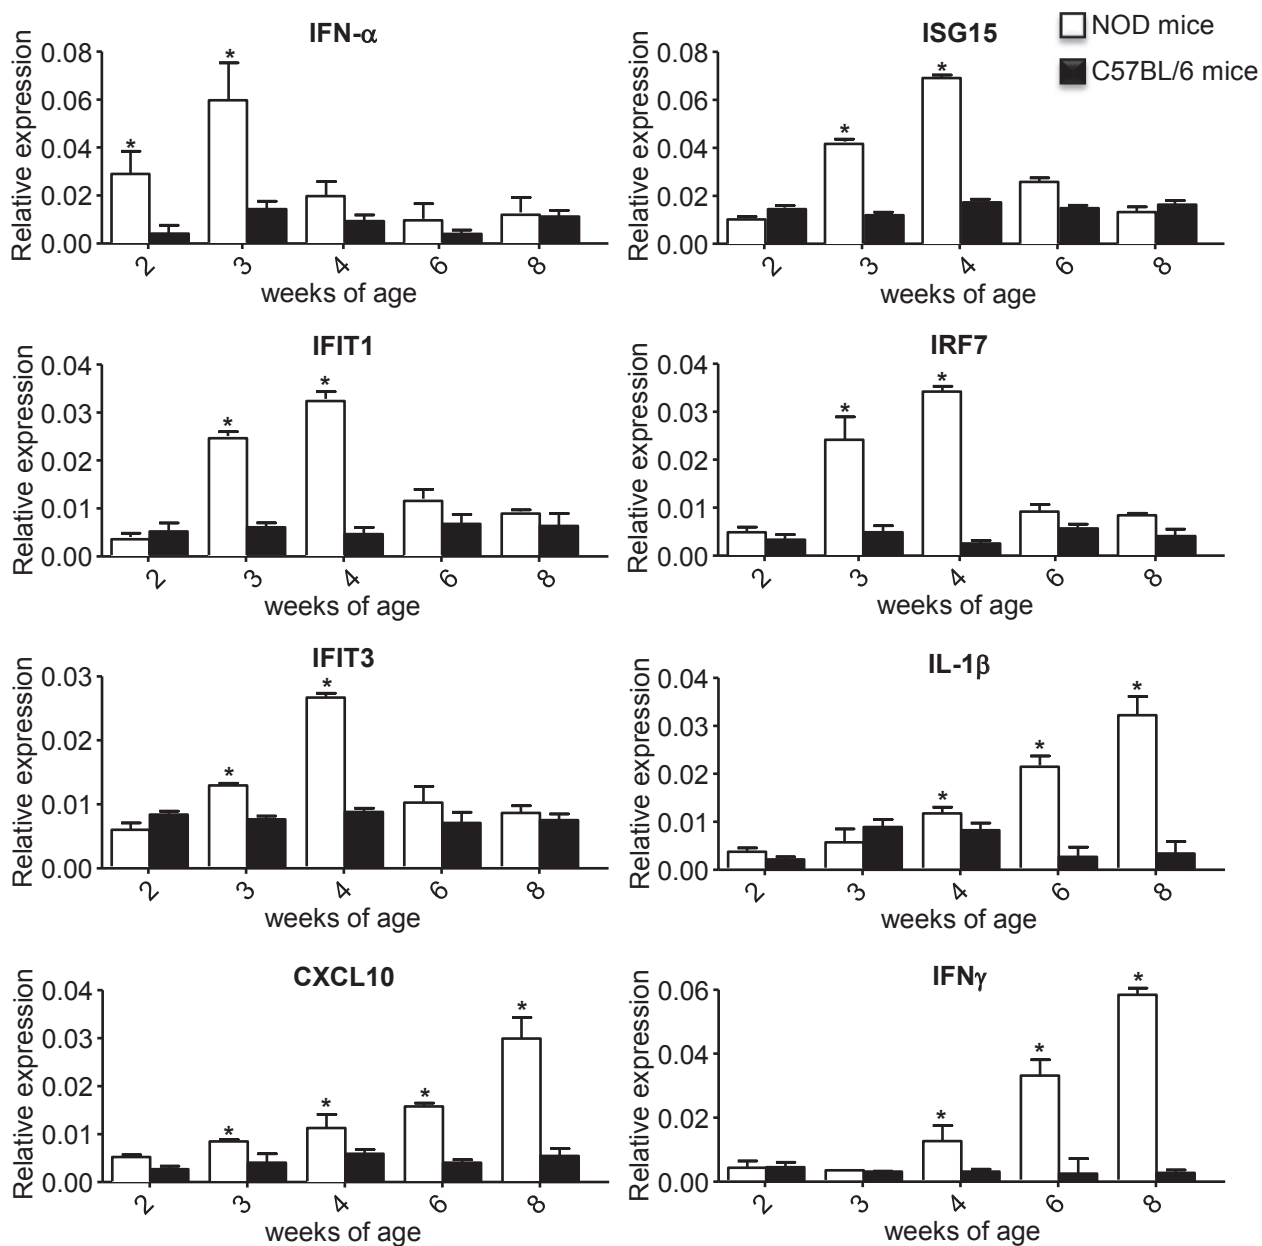 IFN-α
Relative expression
0.08
0.06
0.04
0.02
0.00
* *
2 3 4 6 8
weeks of age
ISG15
NOD mice
C57BL/6 mice
Relative expression
0.08
0.06
0.04
0.02
0.00
* *
2 3 4 6 8
weeks of age
IFIT1
Relative expression
0.04
0.03
0.02
0.01
0.00
* *
2 3 4 6 8
weeks of age
IRF7
Relative expression
0.04
0.03
0.02
0.01
0.00
* *
2 3 4 6 8
weeks of age
IFIT3
Relative expression
0.03
0.02
0.01
0.00
* *
2 3 4 6 8
weeks of age
IL-1β
Relative expression
0.04
0.03
0.02
0.01
0.00
* * *
2 3 4 6 8
weeks of age
CXCL10
Relative expression
0.04
0.03
0.02
0.01
0.00
* * * *
2 3 4 6 8
weeks of age
IFNγ
Relative expression
0.06
0.04
0.02
0.00
* * *
2 3 4 6 8
weeks of age